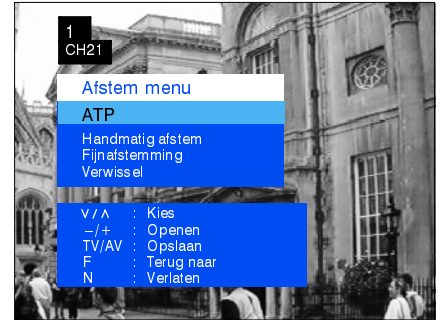 1
CH21
Afstem menu
ATP
Handmatig afstem
Fijnafstemming
Verwissel
∨/∧ : Kies
−/+ : Openen
TV/AV : Opslaan
F : Terug naar
N : Verlaten